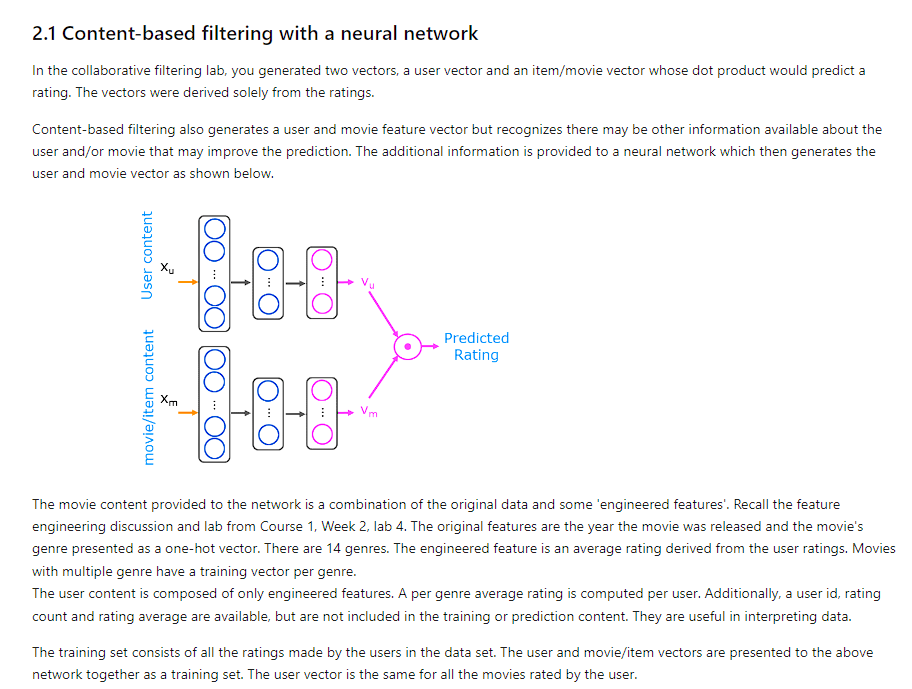 2.1 Content-based filtering with a neural network
In the collaborative filtering lab, you generated two vectors, a user vector and an item/movie vector whose dot product would predict a
rating. The vectors were derived solely from the ratings.
Content-based filtering also generates a user and movie feature vector but recognizes there may be other information available about the
user and/or movie that may improve the prediction. The additional information is provided to a neural network which then generates the
user and movie vector as shown below.
User content
Xu
Vu
Predicted
Rating
movie/item content
Xm
Vm
The movie content provided to the network is a combination of the original data and some 'engineered features'. Recall the feature
engineering discussion and lab from Course 1, Week 2, lab 4. The original features are the year the movie was released and the movie's
genre presented as a one-hot vector. There are 14 genres. The engineered feature is an average rating derived from the user ratings. Movies
with multiple genre have a training vector per genre.
The user content is composed of only engineered features. A per genre average rating is computed per user. Additionally, a user id, rating
count and rating average are available, but are not included in the training or prediction content. They are useful in interpreting data.
The training set consists of all the ratings made by the users in the data set. The user and movie/item vectors are presented to the above
network together as a training set. The user vector is the same for all the movies rated by the user.